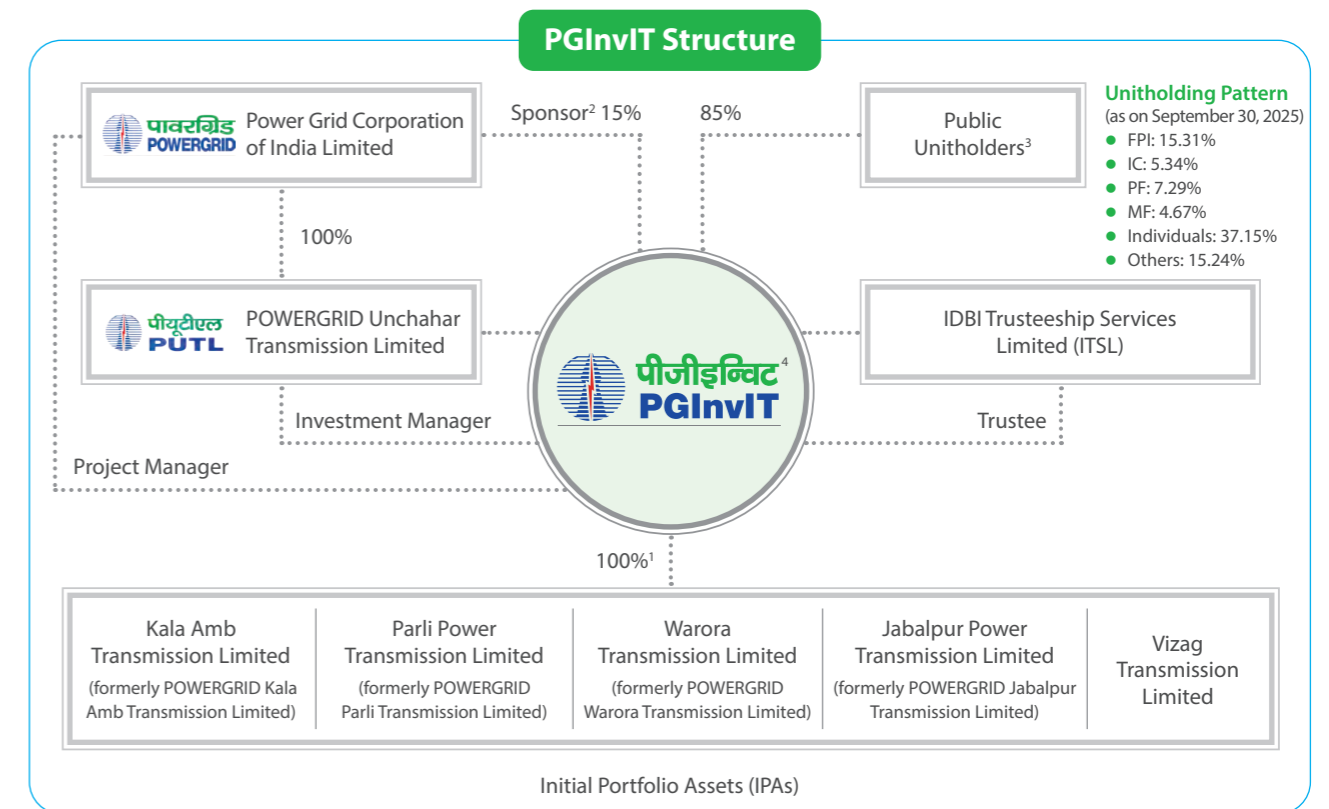 PGInvIT Structure
पावरग्रिड
POWERGRID
Power Grid Corporation
of India Limited
Sponsor² 15%
85%
Public
Unitholders³
Unitholding Pattern
(as on September 30, 2025)
● FPI: 15.31%
● IC: 5.34%
● PF: 7.29%
● MF: 4.67%
● Individuals: 37.15%
● Others: 15.24%
100%
पीयूटीएल
PUTL
POWERGRID Unchahar
Transmission Limited
पीजीइन्विट⁴
PGInvIT
IDBI Trusteeship Services
Limited (ITSL)
Investment Manager
Trustee
Project Manager
100%¹
Kala Amb
Transmission Limited
(formerly POWERGRID Kala
Amb Transmission Limited)
Parli Power
Transmission Limited
(formerly POWERGRID
Parli Transmission Limited)
Warora
Transmission Limited
(formerly POWERGRID
Warora Transmission Limited)
Jabalpur Power
Transmission Limited
(formerly POWERGRID Jabalpur
Transmission Limited)
Vizag
Transmission
Limited
Initial Portfolio Assets (IPAs)